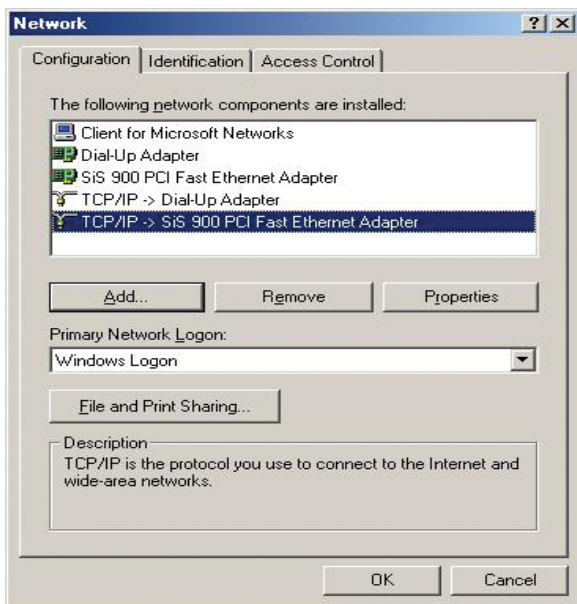 Network
Configuration Identification Access Control
The following network components are installed:
Client for Microsoft Networks
Dial-Up Adapter
SiS 900 PCI Fast Ethernet Adapter
TCP/IP -> Dial-Up Adapter
TCP/IP -> SiS 900 PCI Fast Ethernet Adapter
Add... Remove Properties
Primary Network Logon:
Windows Logon
File and Print Sharing...
Description
TCP/IP is the protocol you use to connect to the Internet and
wide-area networks.
OK Cancel